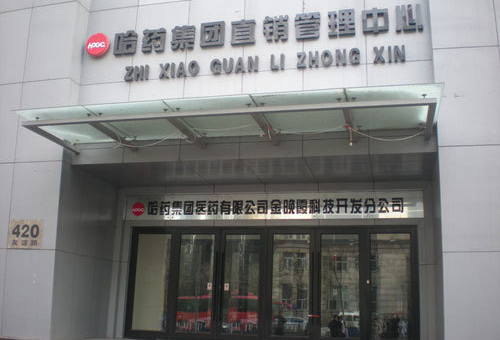 HPGC 哈药集团直销管理中心
ZHI XIAO GUAN LI ZHONG XIN
哈药集团医药有限公司金晚霞科技开发分公司
420
友谊路